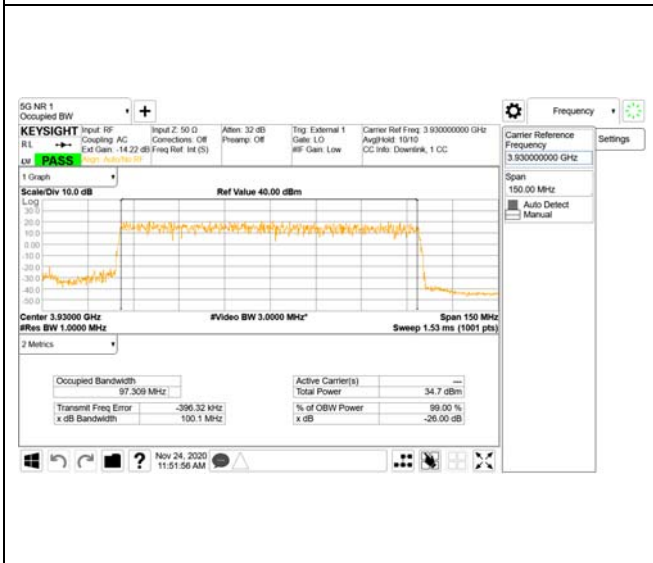 5G NR 1
Occupied BW
Frequency
KEYSIGHT
R L
PASS
Input: RF
Coupling: AC
Ext Gain: -14.22 dB
Align: Auto/No RF
Input Z: 50 Ω
Corrections: Off
Freq Ref: Int (S)
Atten: 32 dB
Preamp: Off
Trig: External 1
Gate: LO
#IF Gain: Low
Carrier Ref Freq: 3.930000000 GHz
Avg|Hold: 10/10
CC Info: Downlink, 1 CC
Carrier Reference
Frequency
3.930000000 GHz
Settings
Span
150.00 MHz
Auto Detect
Manual
1 Graph
Scale/Div 10.0 dB
Ref Value 40.00 dBm
Log
30.0
20.0
10.0
0.00
-10.0
-20.0
-30.0
-40.0
-50.0
Center 3.93000 GHz
#Video BW 3.0000 MHz*
Span 150 MHz
#Res BW 1.0000 MHz
Sweep 1.53 ms (1001 pts)
2 Metrics
Occupied Bandwidth
97.309 MHz
Active Carrier(s) ---
Total Power 34.7 dBm
Transmit Freq Error -396.32 kHz
x dB Bandwidth 100.1 MHz
% of OBW Power 99.00 %
x dB -26.00 dB
?
Nov 24, 2020
11:51:56 AM